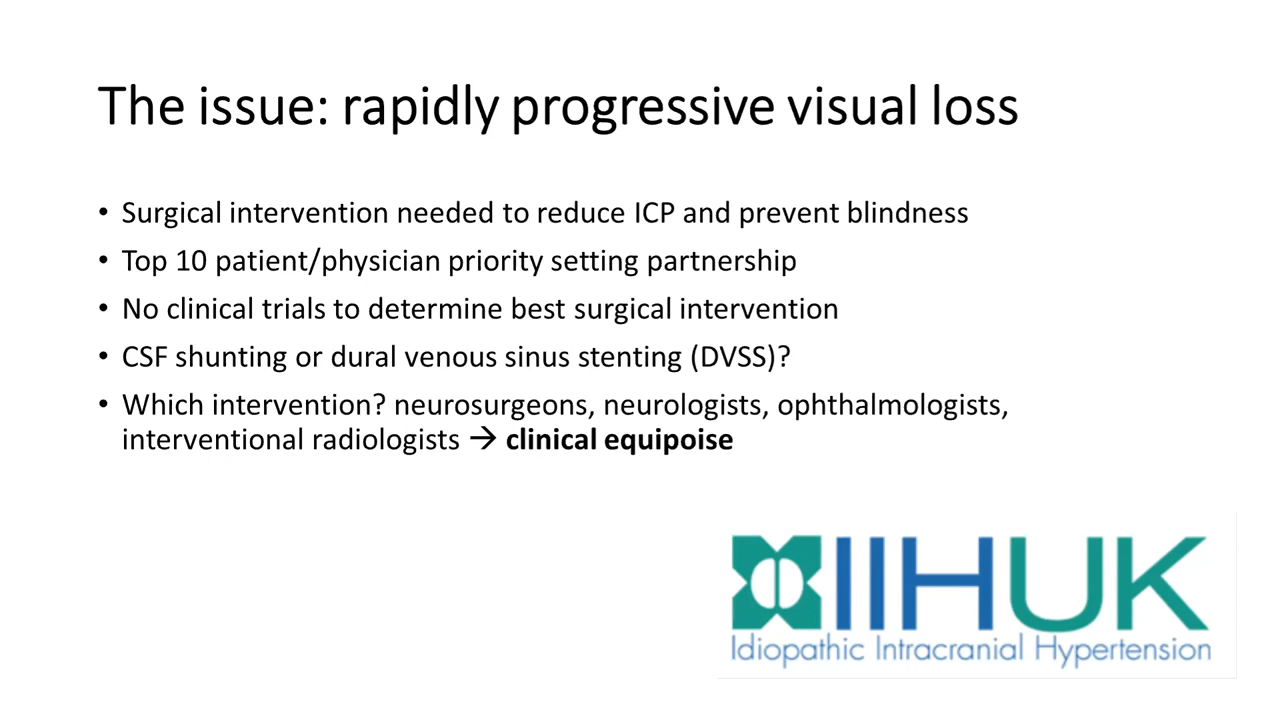 The issue: rapidly progressive visual loss
• Surgical intervention needed to reduce ICP and prevent blindness
• Top 10 patient/physician priority setting partnership
• No clinical trials to determine best surgical intervention
• CSF shunting or dural venous sinus stenting (DVSS)?
• Which intervention? neurosurgeons, neurologists, ophthalmologists,
interventional radiologists → clinical equipoise
IIHUK
Idiopathic Intracranial Hypertension